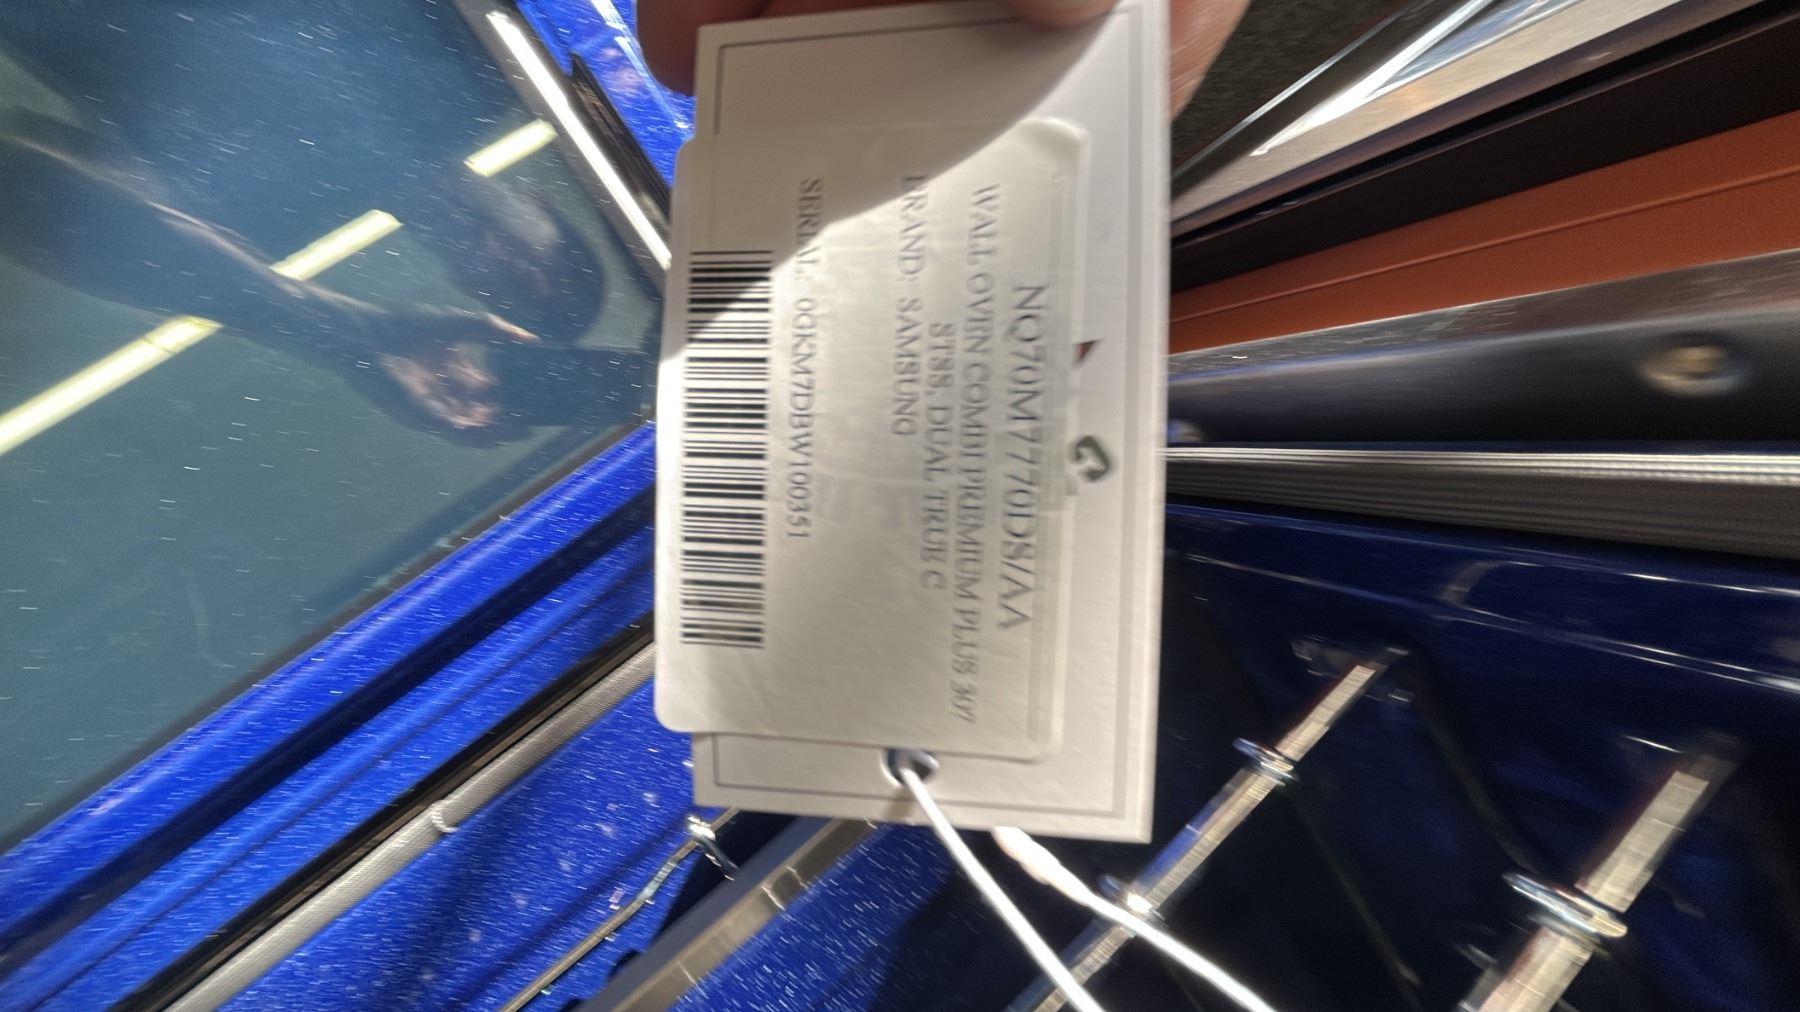 NQ70M7770DS/AA
WALL OVEN COMBI PREMIUM PLUS 30?
STSS, DUAL TRUE C
BRAND: SAMSUNG
SERIAL: 0GKM7DBW100351